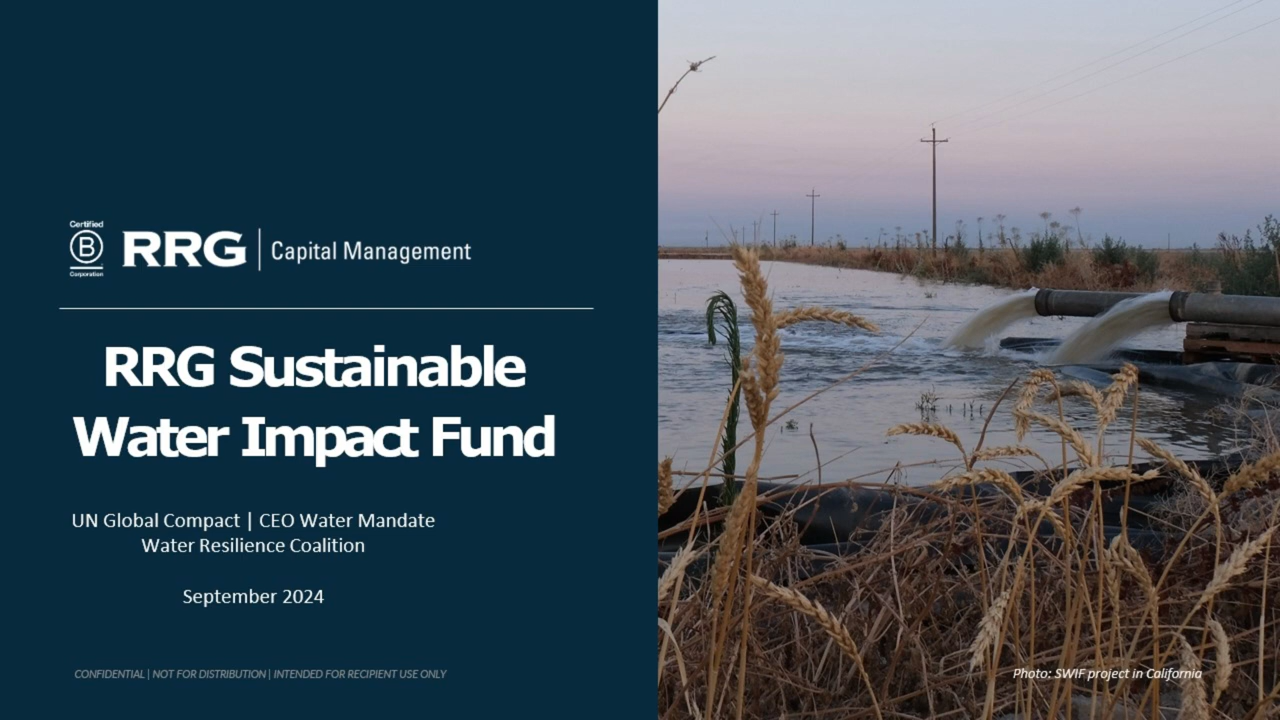 Certified
B
Corporation
RRG | Capital Management
RRG Sustainable
Water Impact Fund
UN Global Compact | CEO Water Mandate
Water Resilience Coalition
September 2024
CONFIDENTIAL | NOT FOR DISTRIBUTION | INTENDED FOR RECIPIENT USE ONLY
Photo: SWIF project in California